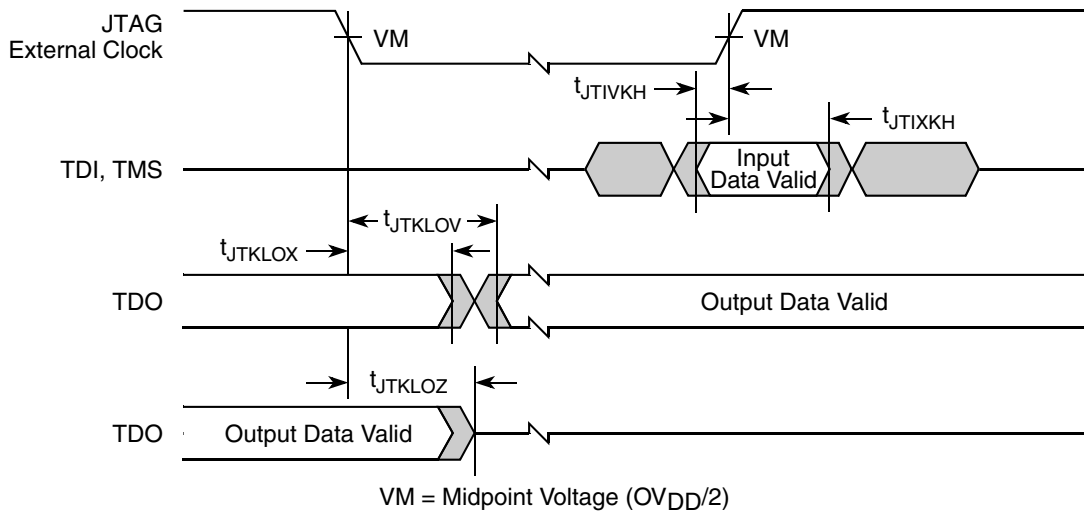 JTAG
External Clock
VM
VM
tJTIVKH
tJTIXKH
TDI, TMS
Input
Data Valid
tJTKLOV
tJTKLOX
TDO
Output Data Valid
tJTKLOZ
TDO
Output Data Valid
VM = Midpoint Voltage (OVDD/2)